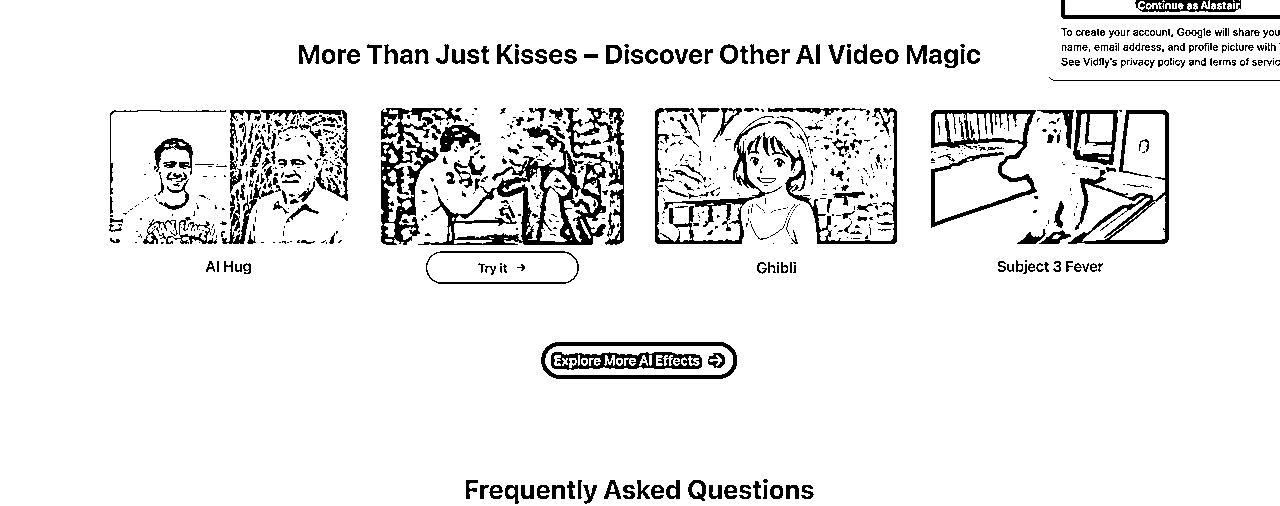 Continue as Alastair
To create your account, Google will share you
name, email address, and profile picture with
See Vidfly's privacy policy and terms of servic
More Than Just Kisses – Discover Other AI Video Magic
AI Hug
Try it →
Ghibli
Subject 3 Fever
Explore More AI Effects
Frequently Asked Questions